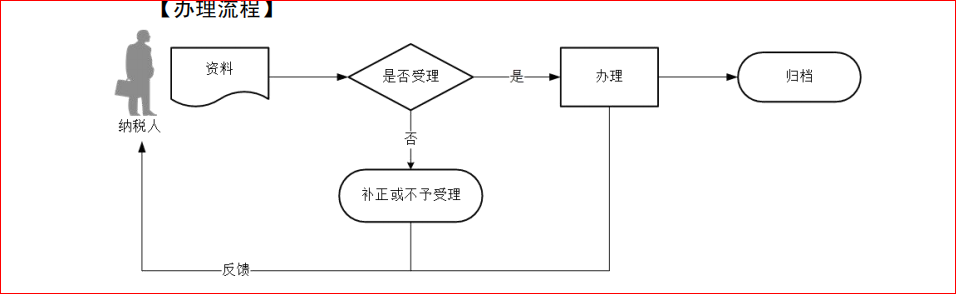 【办理流程】
资料
是否受理
是
办理
归档
纳税人
否
补正或不予受理
反馈